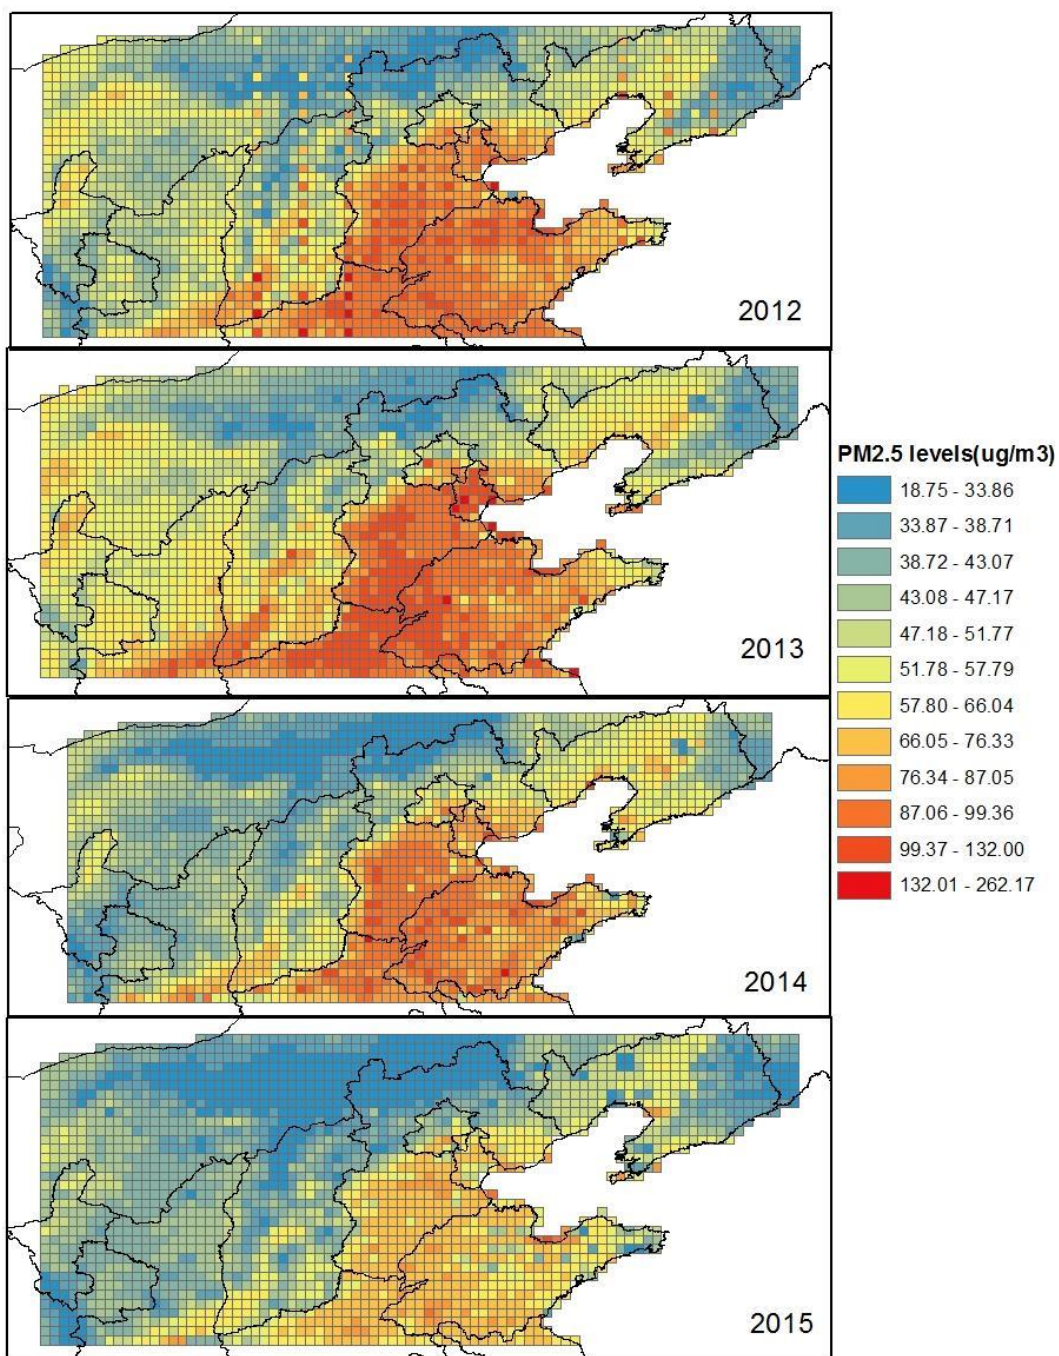 2012
2013
PM2.5 levels(ug/m3)
18.75 - 33.86
33.87 - 38.71
38.72 - 43.07
43.08 - 47.17
47.18 - 51.77
51.78 - 57.79
57.80 - 66.04
66.05 - 76.33
76.34 - 87.05
87.06 - 99.36
99.37 - 132.00
132.01 - 262.17
2014
2015